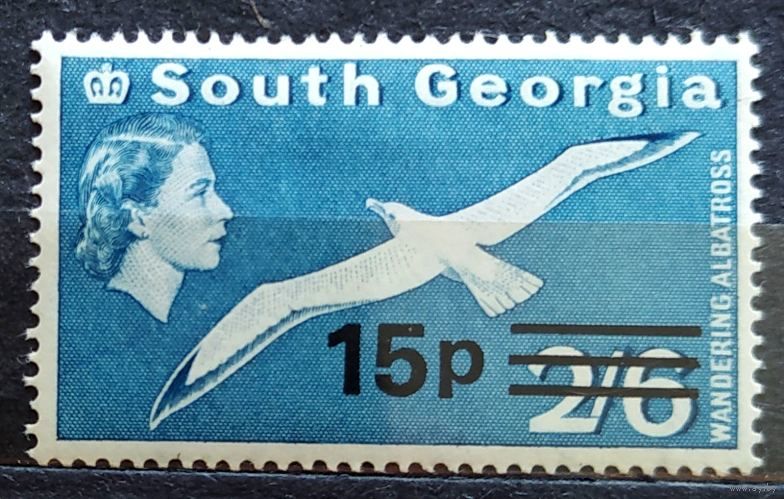 South Georgia
WANDERING ALBATROSS
15p
2/6